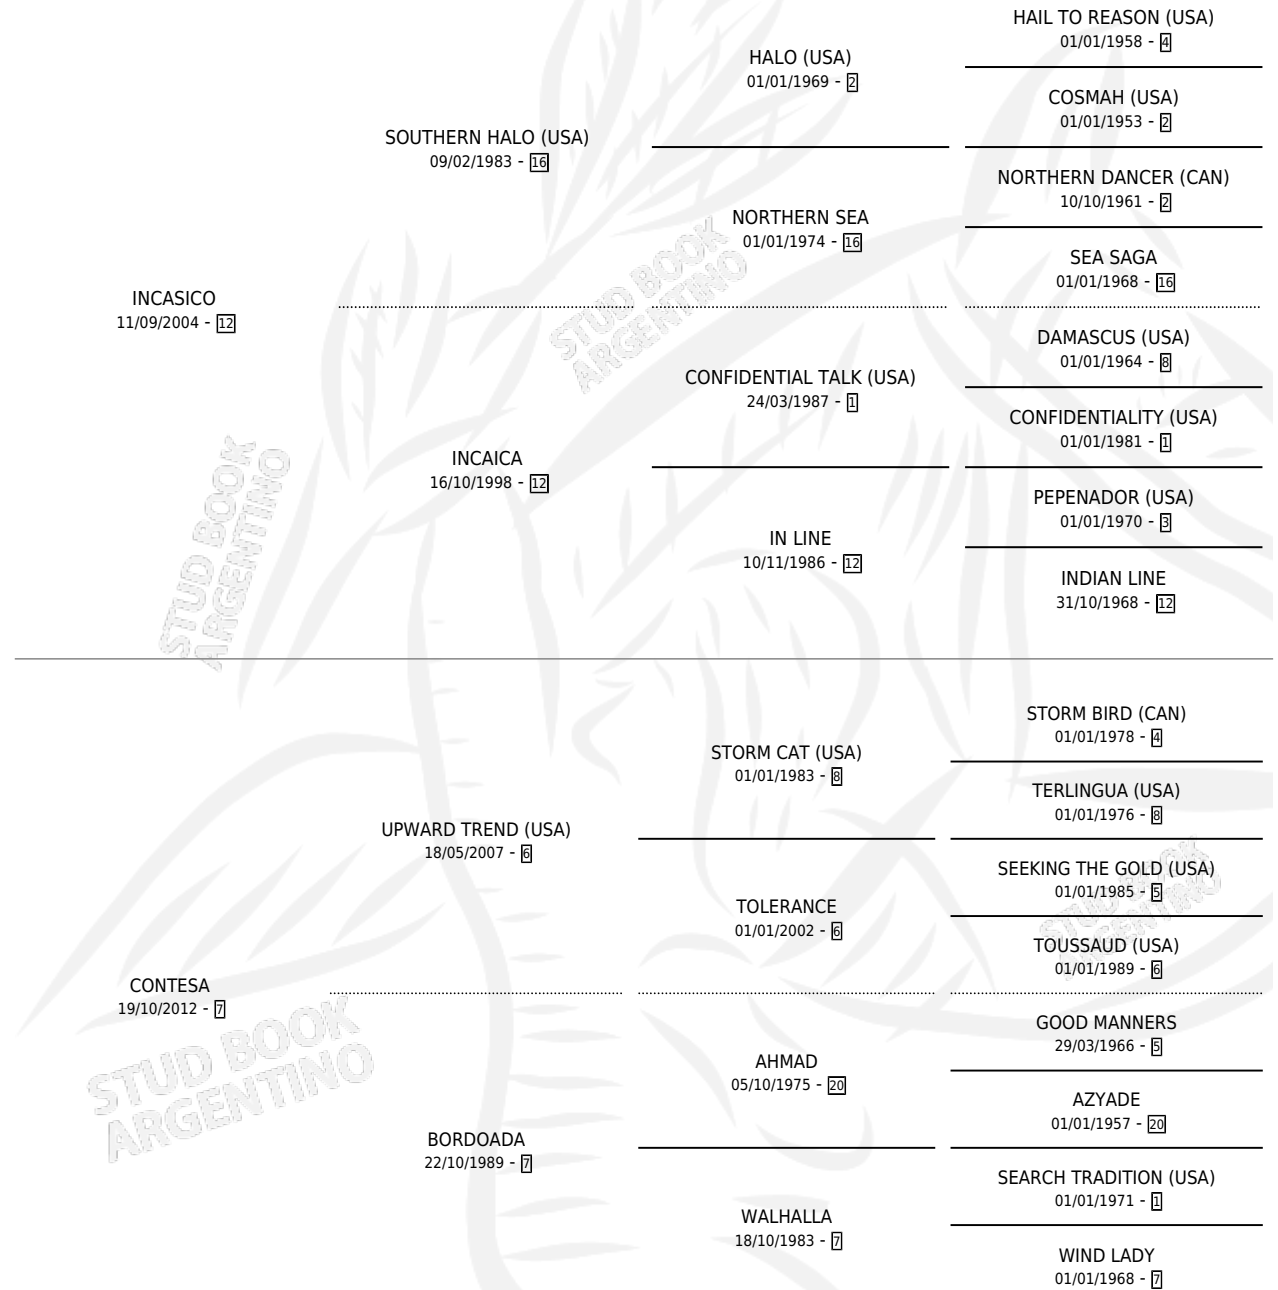 HAIL TO REASON (USA)
01/01/1958 - 4
HALO (USA)
01/01/1969 - 2
COSMAH (USA)
01/01/1953 - 2
SOUTHERN HALO (USA)
09/02/1983 - 16
NORTHERN DANCER (CAN)
10/10/1961 - 2
NORTHERN SEA
01/01/1974 - 16
SEA SAGA
01/01/1968 - 16
INCASICO
11/09/2004 - 12
STUD BOOK
ARGENTINO
DAMASCUS (USA)
01/01/1964 - 8
CONFIDENTIAL TALK (USA)
24/03/1987 - 1
CONFIDENTIALITY (USA)
01/01/1981 - 1
INCAICA
16/10/1998 - 12
PEPENADOR (USA)
01/01/1970 - 3
IN LINE
10/11/1986 - 12
INDIAN LINE
31/10/1968 - 12
STUD BOOK
ARGENTINO
STORM BIRD (CAN)
01/01/1978 - 4
STORM CAT (USA)
01/01/1983 - 8
TERLINGUA (USA)
01/01/1976 - 8
UPWARD TREND (USA)
18/05/2007 - 6
SEEKING THE GOLD (USA)
01/01/1985 - 5
TOLERANCE
01/01/2002 - 6
TOUSSAUD (USA)
01/01/1989 - 6
STUD BOOK
ARGENTINO
CONTESA
19/10/2012 - 7
GOOD MANNERS
29/03/1966 - 5
AHMAD
05/10/1975 - 20
AZYADE
01/01/1957 - 20
STUD BOOK
ARGENTINO
BORDOADA
22/10/1989 - 7
SEARCH TRADITION (USA)
01/01/1971 - 1
WALHALLA
18/10/1983 - 7
WIND LADY
01/01/1968 - 7